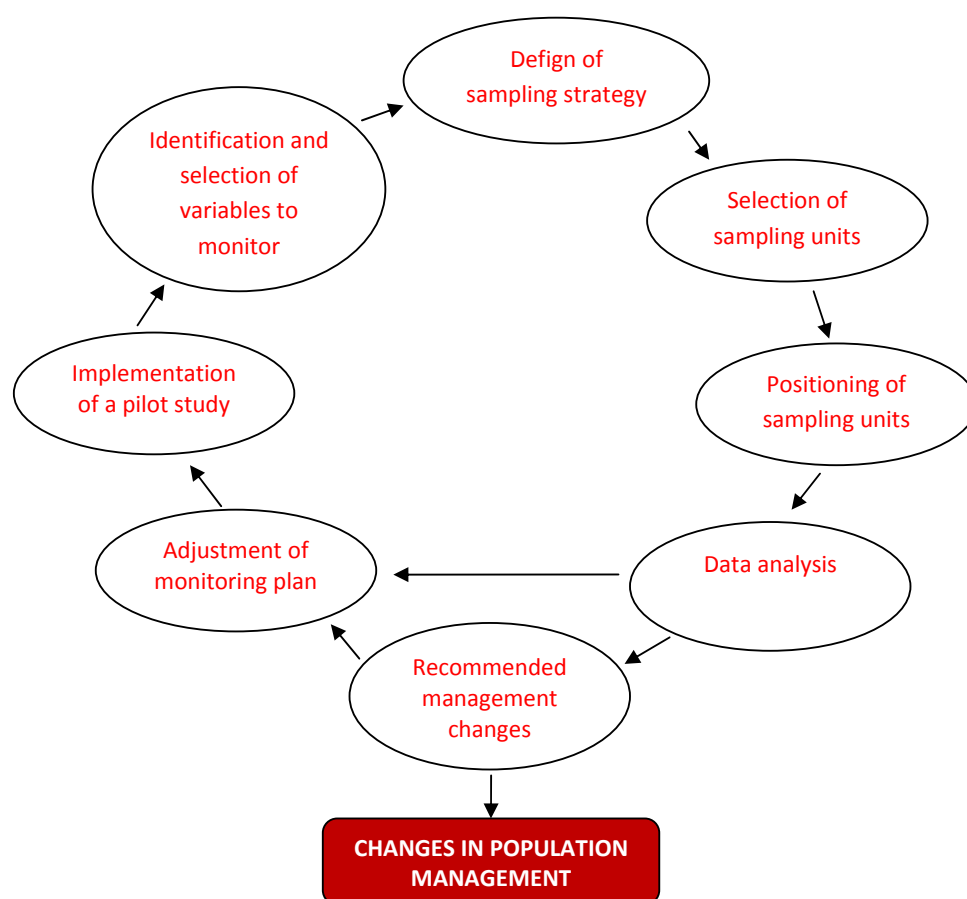 Defign of
sampling strategy
Identification and
selection of
variables to
monitor
Selection of
sampling units
Implementation
of a pilot study
Positioning of
sampling units
Adjustment of
monitoring plan
Data analysis
Recommended
management
changes
CHANGES IN POPULATION
MANAGEMENT